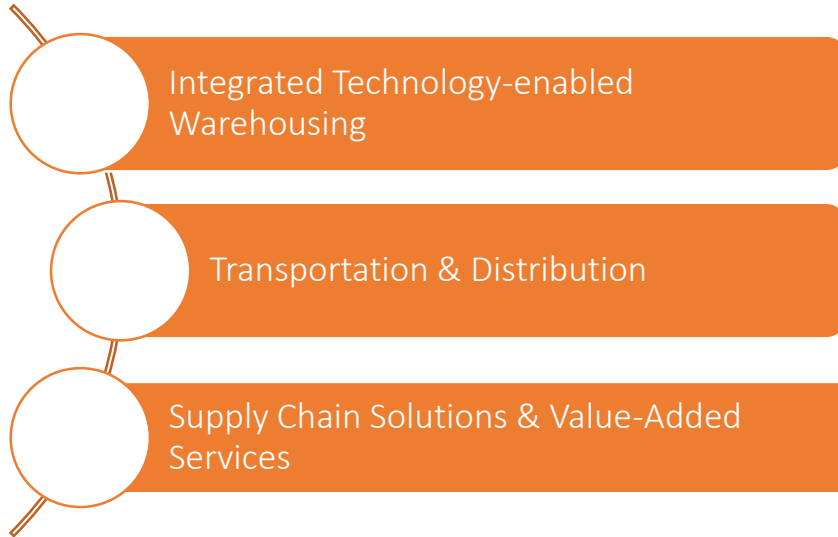 Integrated Technology-enabled
Warehousing
Transportation & Distribution
Supply Chain Solutions & Value-Added
Services